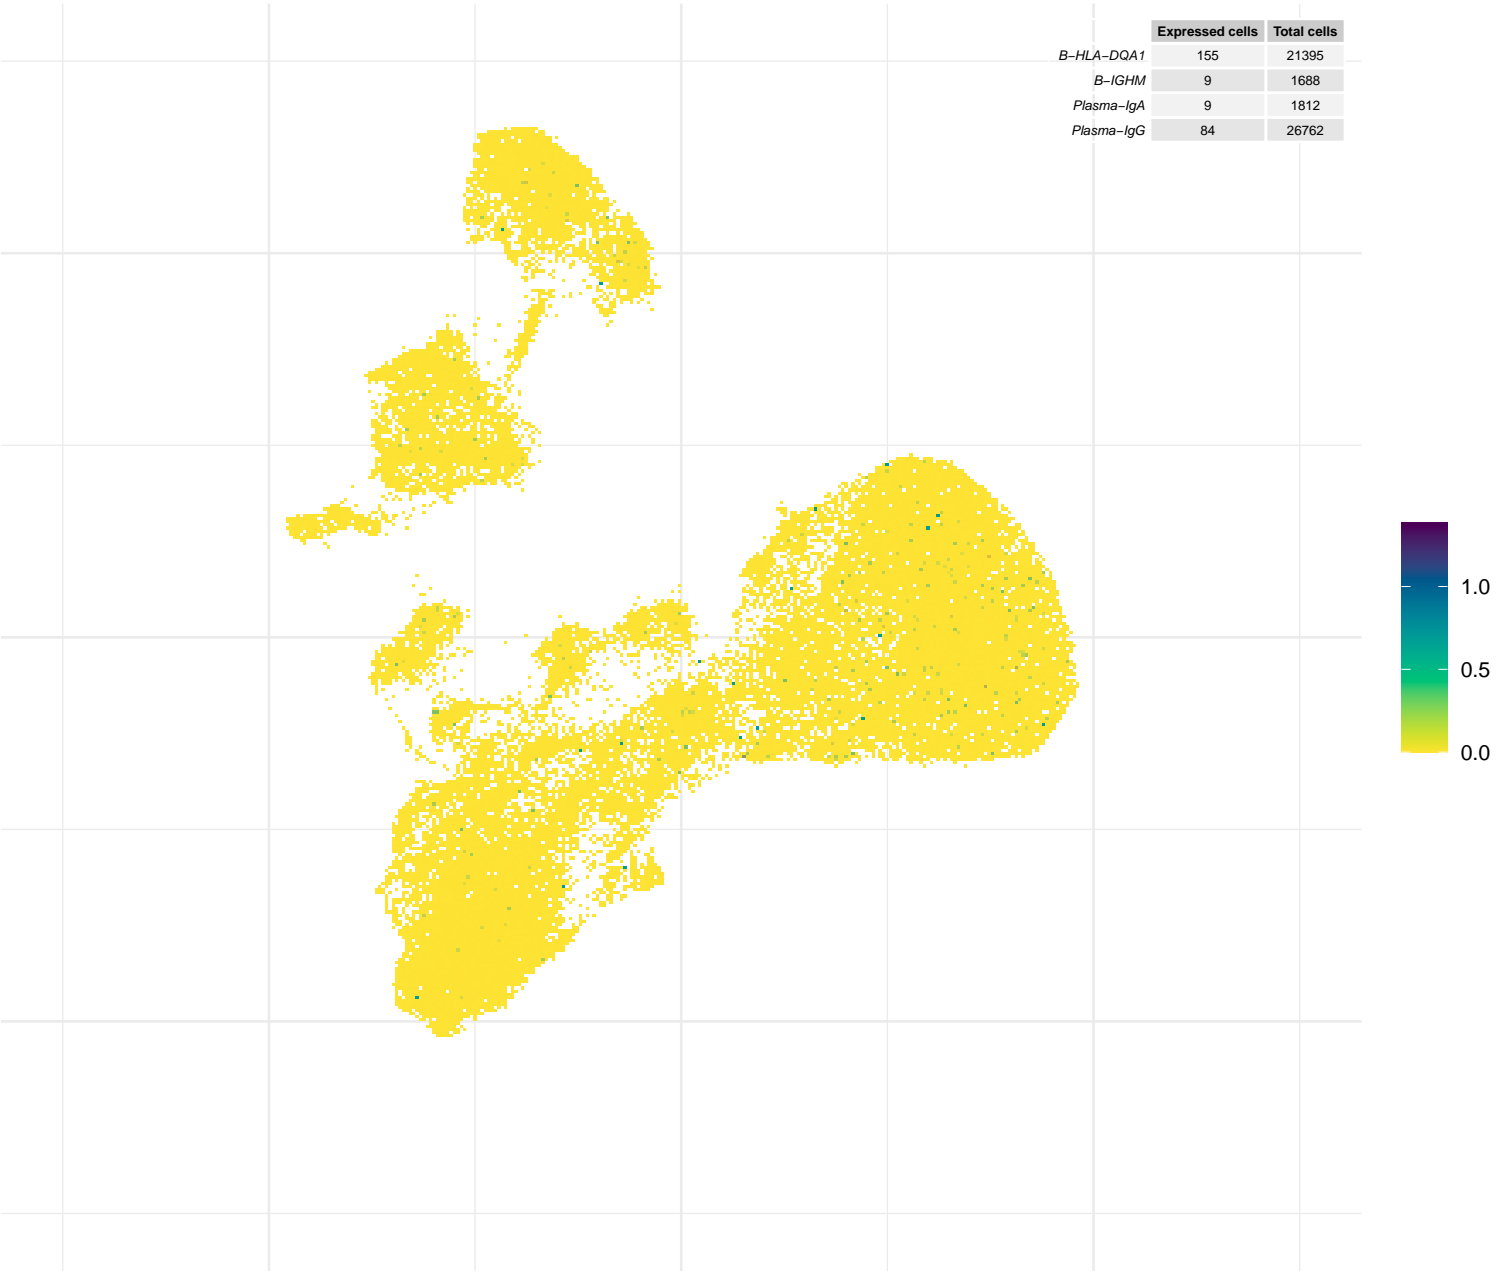 Expressed cells Total cells
B−HLA−DQA1 155 21395
B−IGHM 9 1688
Plasma−IgA 9 1812
Plasma−IgG 84 26762
1.0
0.5
0.0